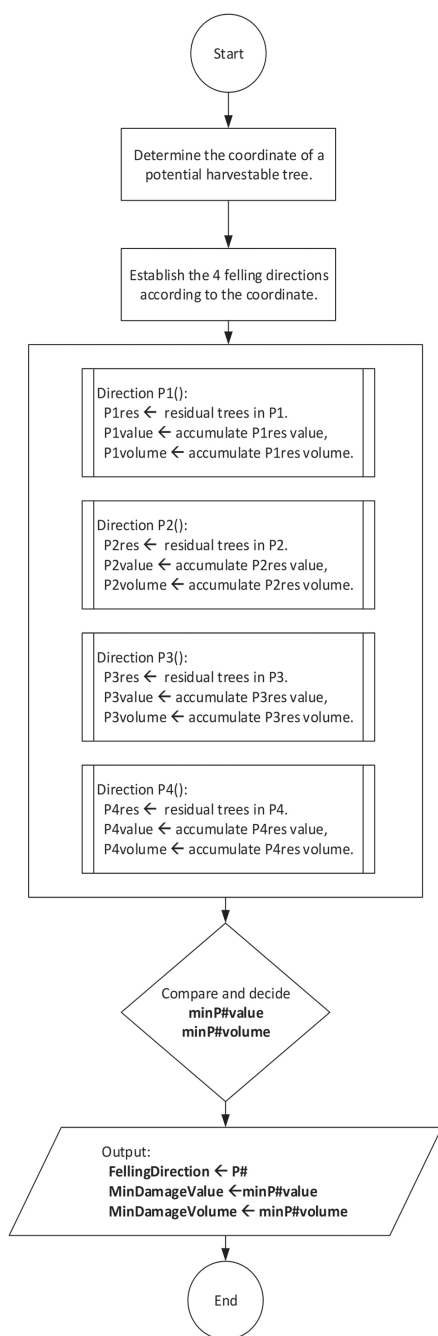 Start
Determine the coordinate of a
potential harvestable tree.
Establish the 4 felling directions
according to the coordinate.
Direction P1():
P1res ← residual trees in P1.
P1value ← accumulate P1res value,
P1volume ← accumulate P1res volume.
Direction P2():
P2res ← residual trees in P2.
P2value ← accumulate P2res value,
P2volume ← accumulate P2res volume.
Direction P3():
P3res ← residual trees in P3.
P3value ← accumulate P3res value,
P3volume ← accumulate P3res volume.
Direction P4():
P4res ← residual trees in P4.
P4value ← accumulate P4res value,
P4volume ← accumulate P4res volume.
Compare and decide
minP#value
minP#volume
Output:
FellingDirection ← P#
MinDamageValue ←minP#value
MinDamageVolume ← minP#volume
End